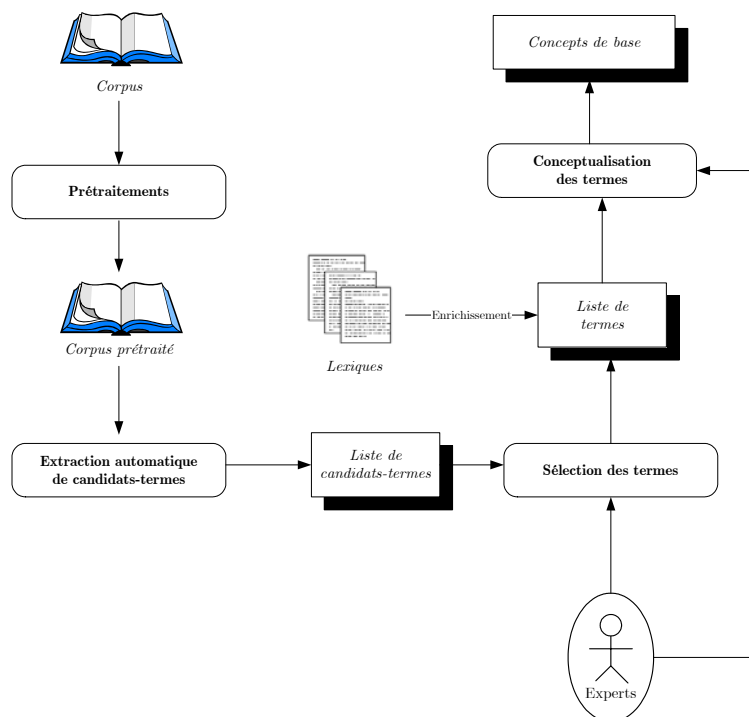 Corpus
Prétraitements
Corpus prétraité
Extraction automatique
de candidats-termes
Liste de
candidats-termes
Lexiques
Enrichissement
Concepts de base
Conceptualisation
des termes
Liste de
termes
Sélection des termes
Experts